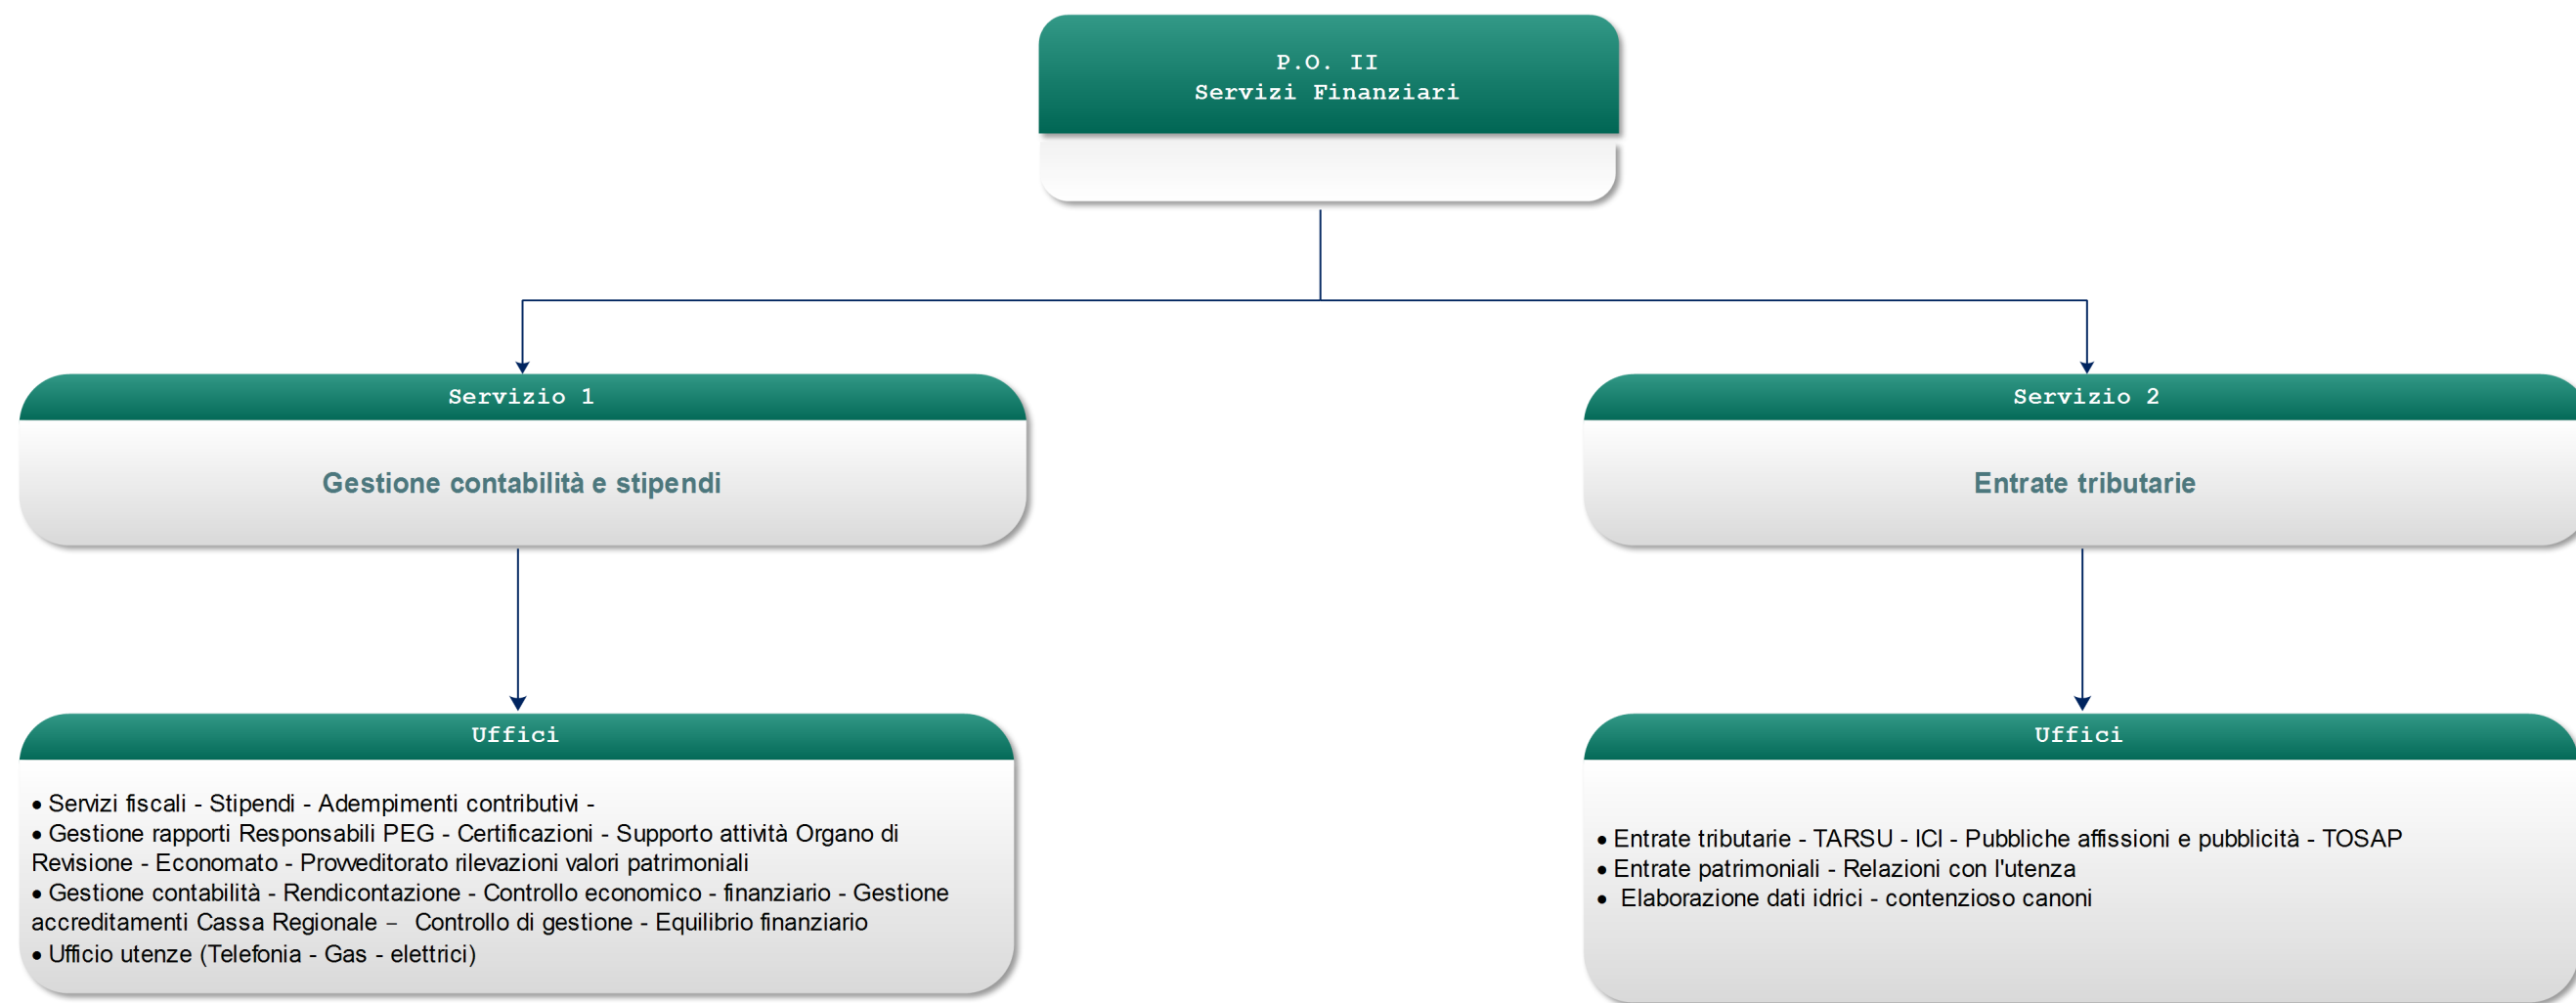 P.O. II
Servizi Finanziari
Servizio 1
Gestione contabilità e stipendi
Servizio 2
Entrate tributarie
Uffici
• Servizi fiscali - Stipendi - Adempimenti contributivi -
• Gestione rapporti Responsabili PEG - Certificazioni - Supporto attività Organo di
Revisione - Economato - Provveditorato rilevazioni valori patrimoniali
• Gestione contabilità - Rendicontazione - Controllo economico - finanziario - Gestione
accreditamenti Cassa Regionale – Controllo di gestione - Equilibrio finanziario
• Ufficio utenze (Telefonia - Gas - elettrici)
Uffici
• Entrate tributarie - TARSU - ICI - Pubbliche affissioni e pubblicità - TOSAP
• Entrate patrimoniali - Relazioni con l'utenza
• Elaborazione dati idrici - contenzioso canoni